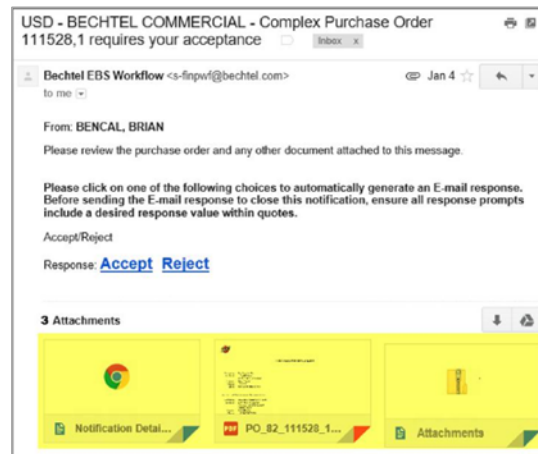 USD - BECHTEL COMMERCIAL - Complex Purchase Order
111528,1 requires your acceptance Inbox x
Bechtel EBS Workflow <s-finpwf@bechtel.com> Jan 4
to me
From: BENCAL, BRIAN
Please review the purchase order and any other document attached to this message.
Please click on one of the following choices to automatically generate an E-mail response.
Before sending the E-mail response to close this notification, ensure all response prompts
include a desired response value within quotes.
Accept/Reject
Response: Accept Reject
3 Attachments
Notification Detai... PDF PO_82_111528_1... Attachments